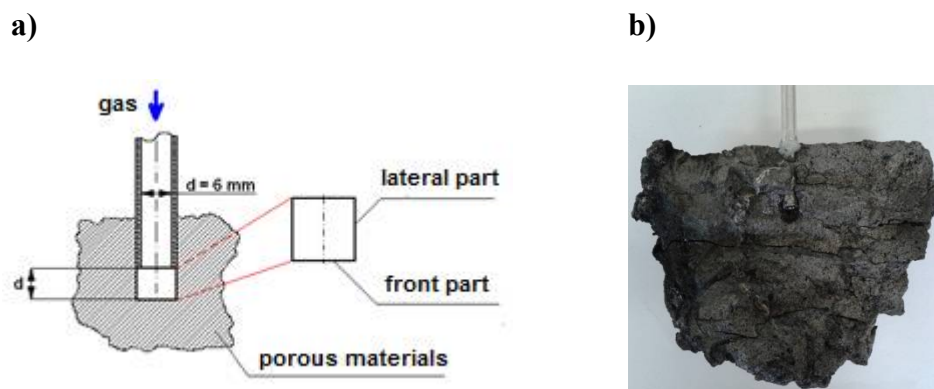 a)
b)
gas
d = 6 mm
lateral part
d
front part
porous materials